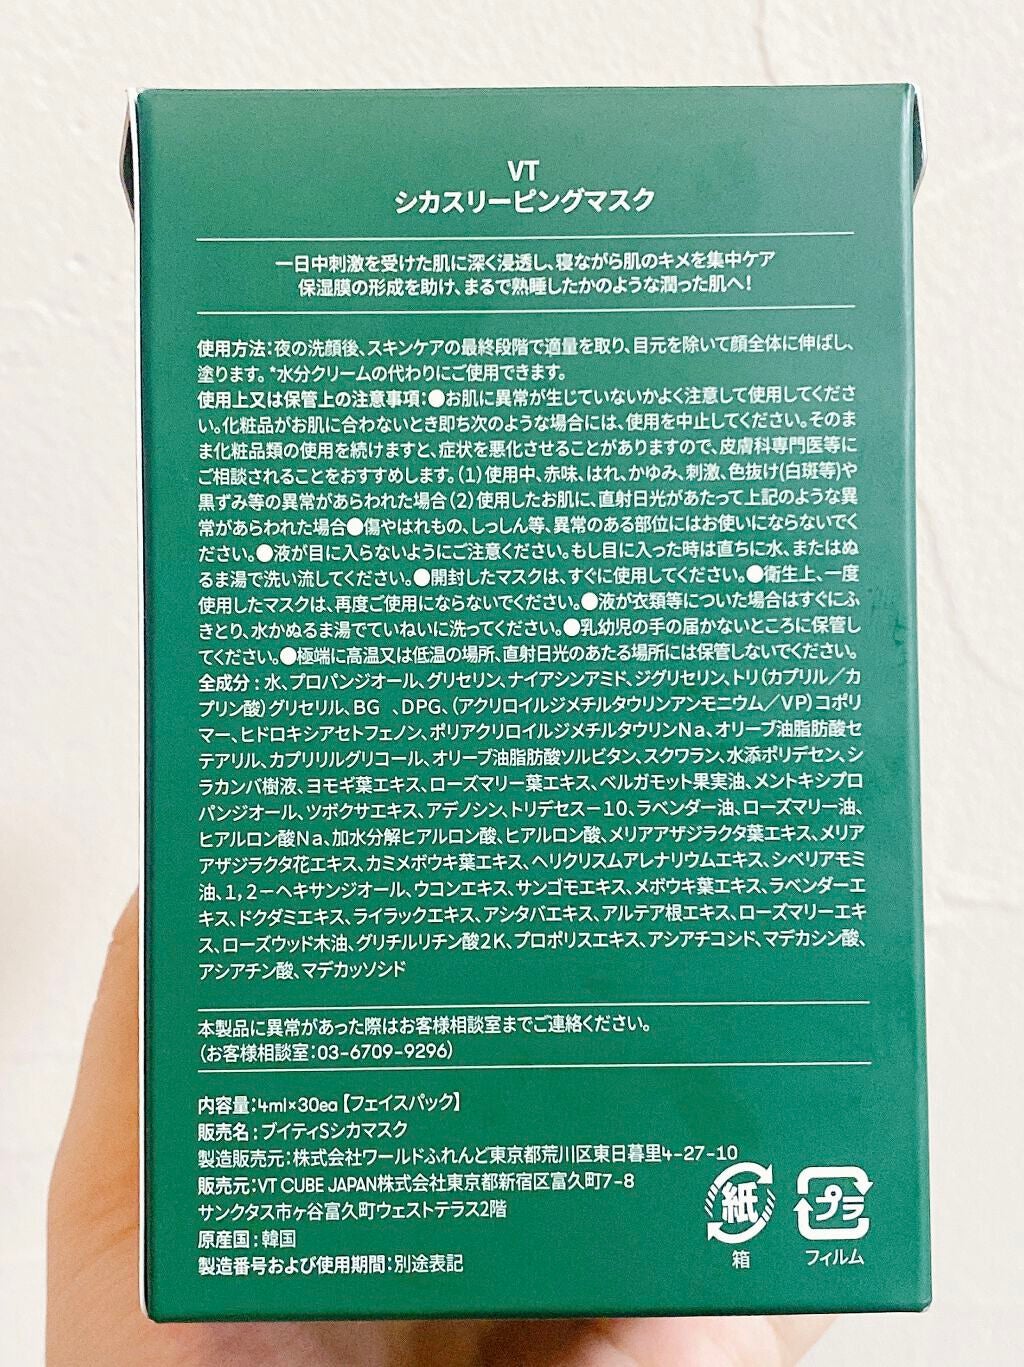 VT
シカスリーピングマスク
一日中刺激を受けた肌に深く浸透し、寝ながら肌のキメを集中ケア
保湿膜の形成を助け、まるで熟睡したかのような潤った肌へ！
使用方法：夜の洗顔後、スキンケアの最終段階で適量を取り、目元を除いて顔全体に伸ばし、
塗ります。*水分クリームの代わりにご使用できます。
使用上又は保管上の注意事項：●お肌に異常が生じていないかよく注意して使用してくださ
い。化粧品がお肌に合わないとき即ち次のような場合には、使用を中止してください。そのま
ま化粧品類の使用を続けますと、症状を悪化させることがありますので、皮膚科専門医等に
ご相談されることをおすすめします。（1）使用中、赤味、はれ、かゆみ、刺激、色抜け(白斑等)や
黒ずみ等の異常があらわれた場合（2）使用したお肌に、直射日光があたって上記のような異
常があらわれた場合●傷やはれもの、しっしん等、異常のある部位にはお使いにならないでく
ださい。●液が目に入らないようにご注意ください。もし目に入った時は直ちに水、またはぬ
るま湯で洗い流してください。●開封したマスクは、すぐに使用してください。●衛生上、一度
使用したマスクは、再度ご使用にならないでください。●液が衣類等についた場合はすぐにふ
きとり、水かぬるま湯でていねいに洗ってください。●乳幼児の手の届かないところに保管し
てください。●極端に高温又は低温の場所、直射日光のあたる場所には保管しないでください。
全成分：水、プロパンジオール、グリセリン、ナイアシンアミド、ジグリセリン、トリ（カプリル／カ
プリン酸）グリセリル、BG 、DPG、（アクリロイルジメチルタウリンアンモニウム／VP）コポリ
マー、ヒドロキシアセトフェノン、ポリアクリロイルジメチルタウリンNa、オリーブ油脂肪酸セ
テアリル、カプリリルグリコール、オリーブ油脂肪酸ソルビタン、スクワラン、水添ポリデセン、シ
ラカンバ樹液、ヨモギ葉エキス、ローズマリー葉エキス、ベルガモット果実油、メントキシプロ
パンジオール、ツボクサエキス、アデノシン、トリデセス－10、ラベンダー油、ローズマリー油、
ヒアルロン酸Na、加水分解ヒアルロン酸、ヒアルロン酸、メリアアザジラクタ葉エキス、メリア
アザジラクタ花エキス、カミメボウキ葉エキス、ヘリクリスムアレナリウムエキス、シベリアモミ
油、1，2－ヘキサンジオール、ウコンエキス、サンゴモエキス、メボウキ葉エキス、ラベンダーエ
キス、ドクダミエキス、ライラックエキス、アシタバエキス、アルテア根エキス、ローズマリーエキ
ス、ローズウッド木油、グリチルリチン酸2K、プロポリスエキス、アシアチコシド、マデカシン酸、
アシアチン酸、マデカッソシド
本製品に異常があった際はお客様相談室までご連絡ください。
（お客様相談室：03-6709-9296）
内容量：4ml×30ea【フェイスパック】
販売名：ブイティSシカマスク
製造販売元：株式会社ワールドふれんど東京都荒川区東日暮里4-27-10
販売元：VT CUBE JAPAN株式会社東京都新宿区富久町7-8
サンクタス市ヶ谷富久町ウェストテラス2階
原産国：韓国
製造番号および使用期間：別途表記
紙
箱
プラ
フィルム